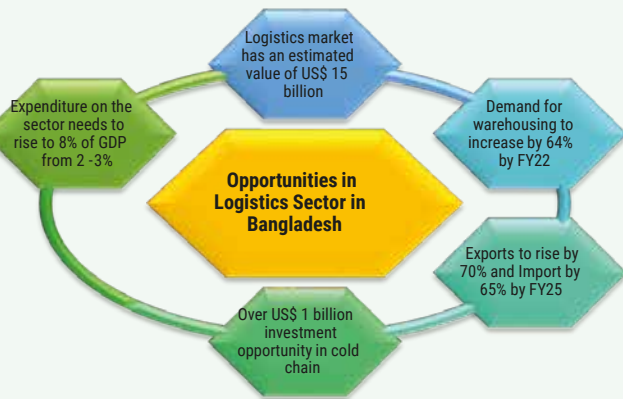 Logistics market
has an estimated
value of US$ 15
billion
Demand for
warehousing to
increase by 64%
by FY22
Exports to rise by
70% and Import by
65% by FY25
Over US$ 1 billion
investment
opportunity in cold
chain
Expenditure on the
sector needs to
rise to 8% of GDP
from 2 -3%
Opportunities in
Logistics Sector in
Bangladesh